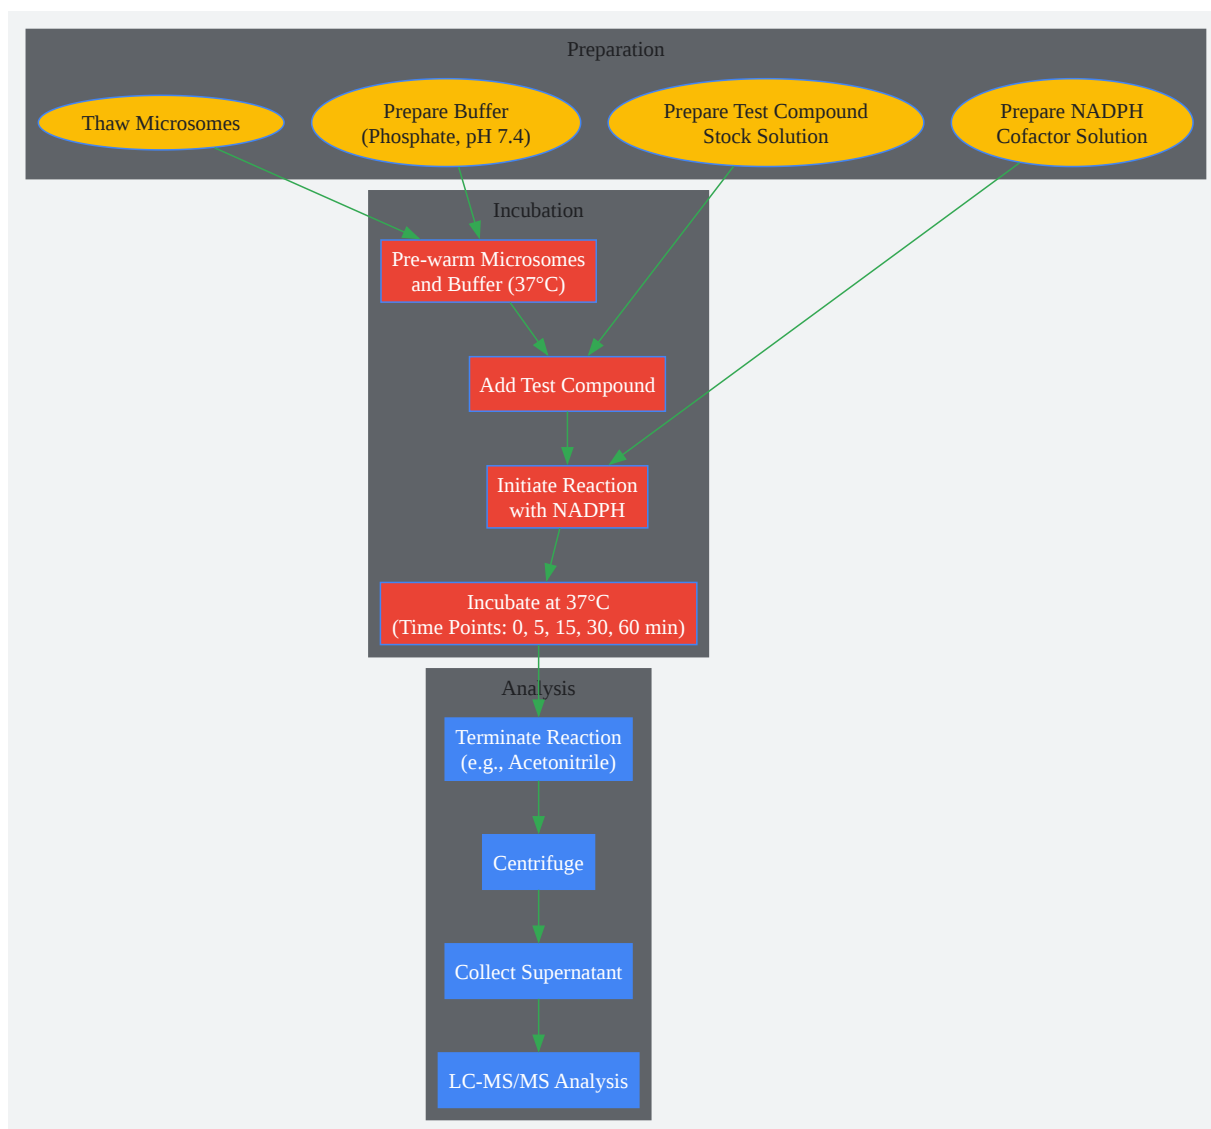 Preparation
Thaw Microsomes
Prepare Buffer
(Phosphate, pH 7.4)
Prepare Test Compound
Stock Solution
Prepare NADPH
Cofactor Solution
Incubation
Pre-warm Microsomes
and Buffer (37°C)
Add Test Compound
Initiate Reaction
with NADPH
Incubate at 37°C
(Time Points: 0, 5, 15, 30, 60 min)
Analysis
Terminate Reaction
(e.g., Acetonitrile)
Centrifuge
Collect Supernatant
LC-MS/MS Analysis